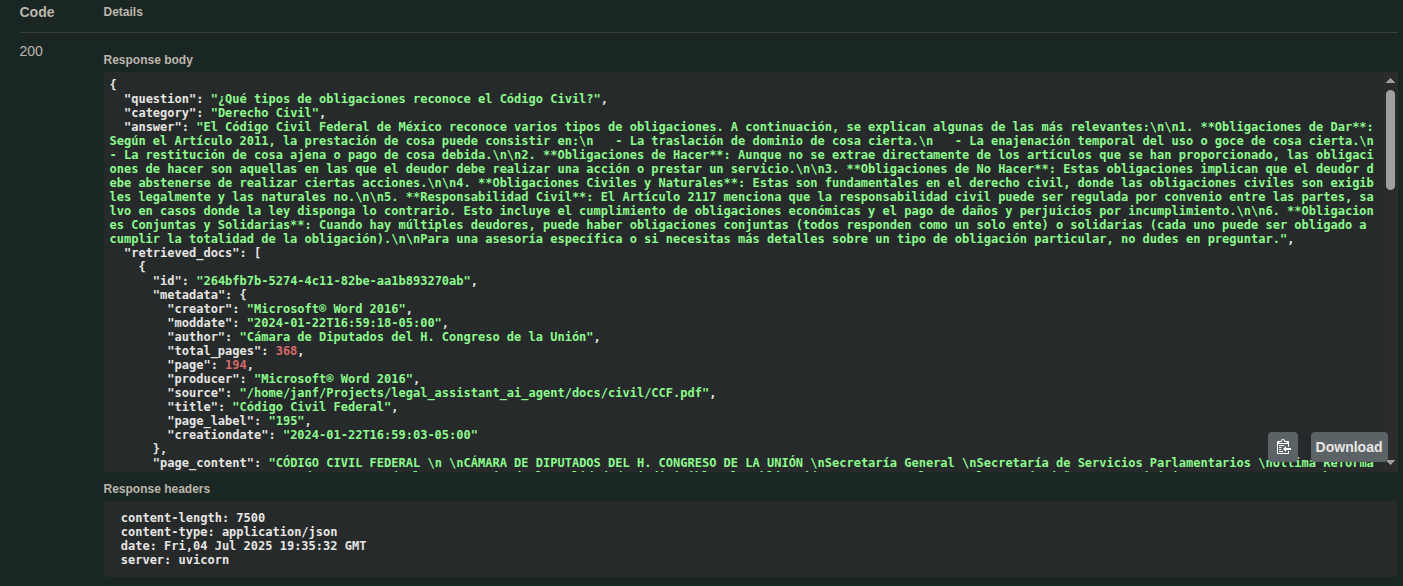 Code Details
200
Response body
{
  "question": "¿Qué tipos de obligaciones reconoce el Código Civil?",
  "category": "Derecho Civil",
  "answer": "El Código Civil Federal de México reconoce varios tipos de obligaciones. A continuación, se explican algunas de las más relevantes:\n\n1. **Obligaciones de Dar**:
Según el Artículo 2011, la prestación de cosa puede consistir en:\n   - La traslación de dominio de cosa cierta.\n   - La enajenación temporal del uso o goce de cosa cierta.\n
- La restitución de cosa ajena o pago de cosa debida.\n\n2. **Obligaciones de Hacer**: Aunque no se extrae directamente de los artículos que se han proporcionado, las obligaci
ones de hacer son aquellas en las que el deudor debe realizar una acción o prestar un servicio.\n\n3. **Obligaciones de No Hacer**: Estas obligaciones implican que el deudor d
ebe abstenerse de realizar ciertas acciones.\n\n4. **Obligaciones Civiles y Naturales**: Estas son fundamentales en el derecho civil, donde las obligaciones civiles son exigib
les legalmente y las naturales no.\n\n5. **Responsabilidad Civil**: El Artículo 2117 menciona que la responsabilidad civil puede ser regulada por convenio entre las partes, sa
lvo en casos donde la ley disponga lo contrario. Esto incluye el cumplimiento de obligaciones económicas y el pago de daños y perjuicios por incumplimiento.\n\n6. **Obligacion
es Conjuntas y Solidarias**: Cuando hay múltiples deudores, puede haber obligaciones conjuntas (todos responden como un solo ente) o solidarias (cada uno puede ser obligado a
cumplir la totalidad de la obligación).\n\nPara una asesoría específica o si necesitas más detalles sobre un tipo de obligación particular, no dudes en preguntar.",
  "retrieved_docs": [
    {
      "id": "264bfb7b-5274-4c11-82be-aa1b893270ab",
      "metadata": {
        "creator": "Microsoft® Word 2016",
        "moddate": "2024-01-22T16:59:18-05:00",
        "author": "Cámara de Diputados del H. Congreso de la Unión",
        "total_pages": 368,
        "page": 194,
        "producer": "Microsoft® Word 2016",
        "source": "/home/janf/Projects/legal_assistant_ai_agent/docs/civil/CCF.pdf",
        "title": "Código Civil Federal",
        "page_label": "195",
        "creationdate": "2024-01-22T16:59:03-05:00"
      },
      "page_content": "CÓDIGO CIVIL FEDERAL \n \nCÁMARA DE DIPUTADOS DEL H. CONGRESO DE LA UNIÓN \nSecretaría General \nSecretaría de Servicios Parlamentarios \nÚltima Reforma
Download
Response headers
content-length: 7500
content-type: application/json
date: Fri,04 Jul 2025 19:35:32 GMT
server: uvicorn